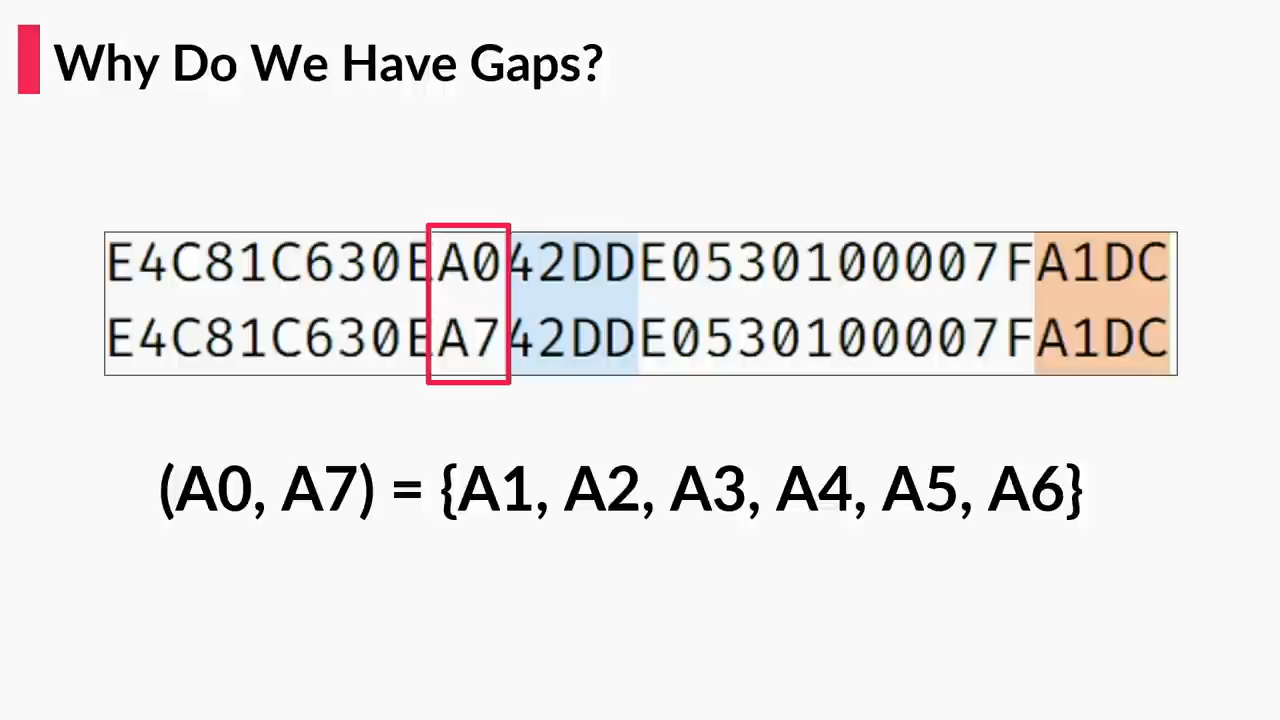 Why Do We Have Gaps?
E4C81C630EA042DDE0530100007FA1DC
E4C81C630EA742DDE0530100007FA1DC
(A0, A7) = {A1, A2, A3, A4, A5, A6}